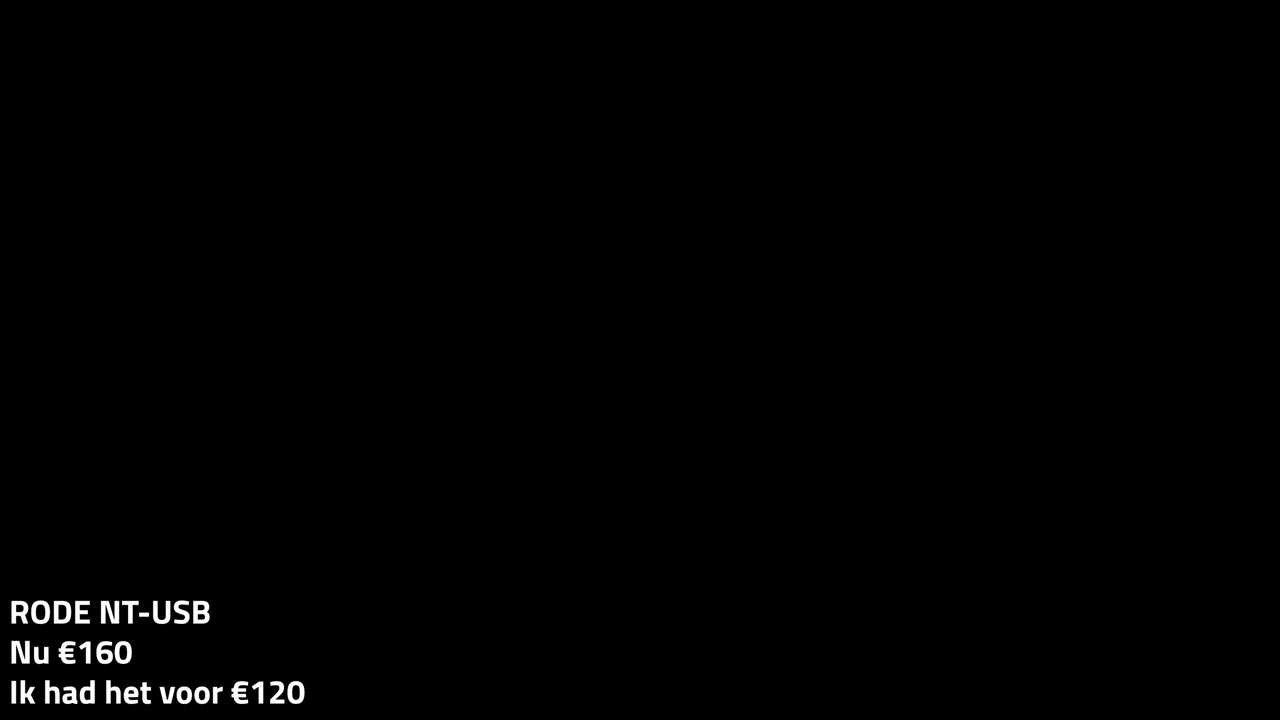 RODE NT-USB
Nu €160
Ik had het voor €120